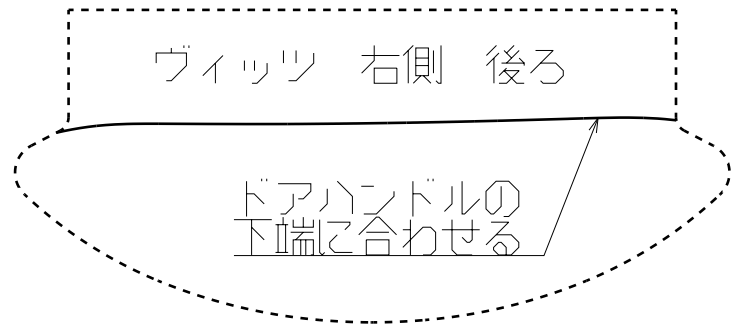 ヴィッツ 右側 後ろ
ドアハンドルの
下端に合わせる